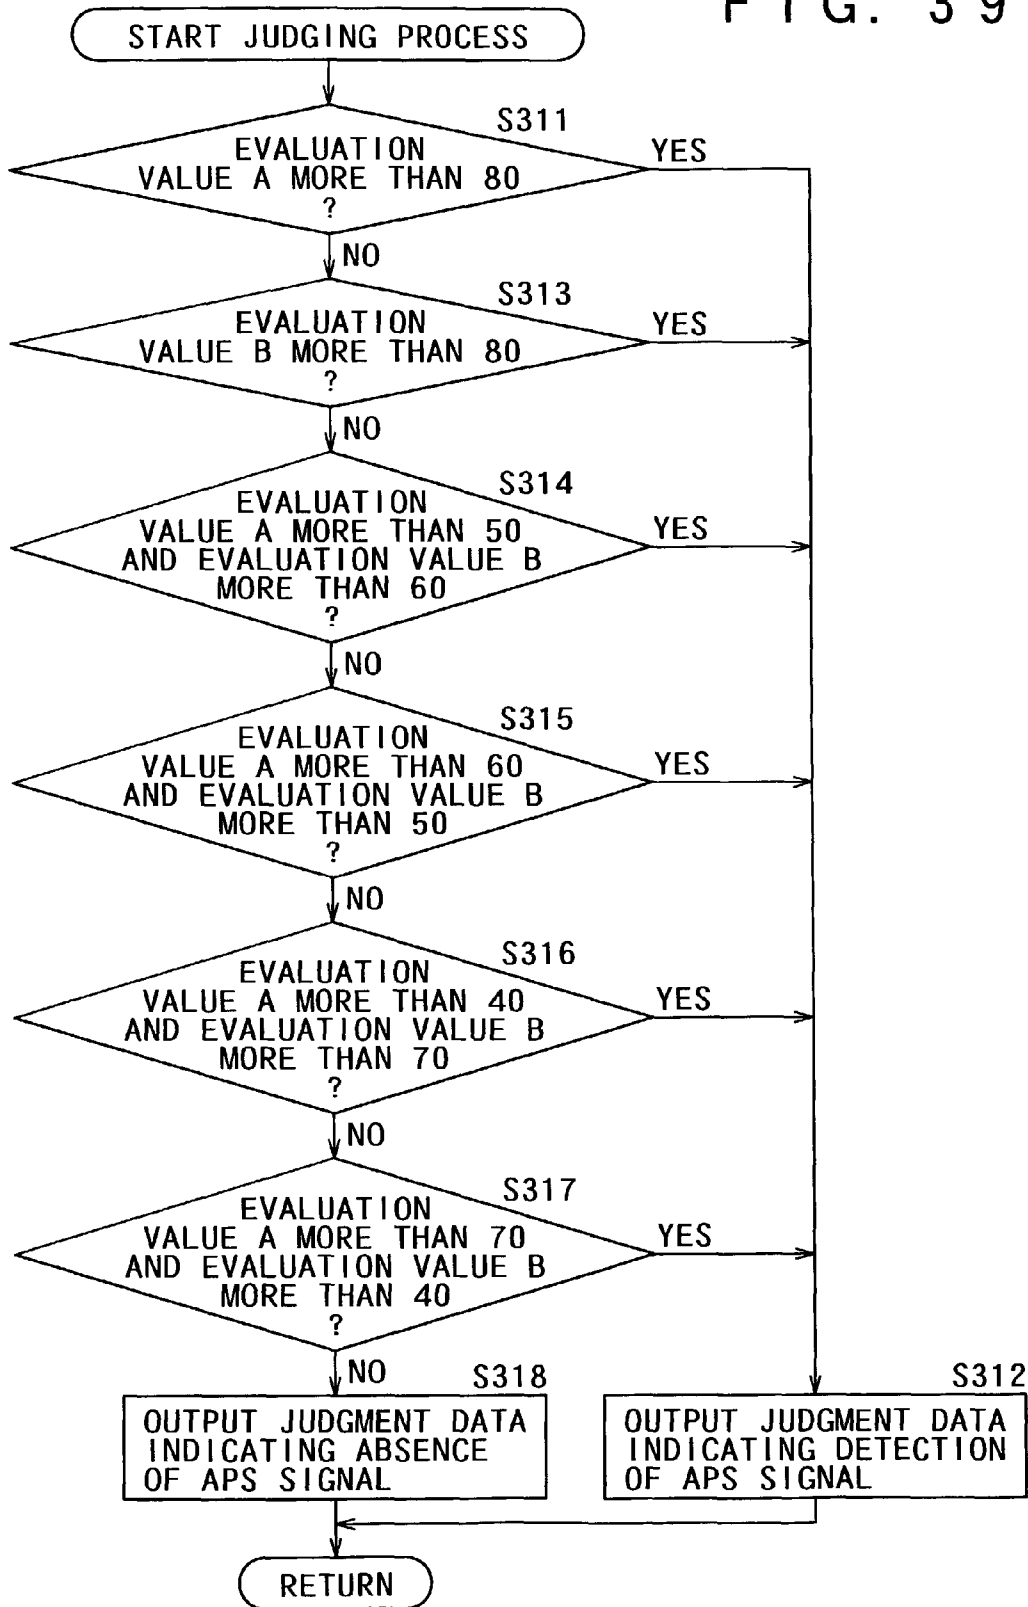 FIG. 39
START JUDGING PROCESS
S311
EVALUATION
VALUE A MORE THAN 80
?
YES
NO
S313
EVALUATION
VALUE B MORE THAN 80
?
YES
NO
S314
EVALUATION
VALUE A MORE THAN 50
AND EVALUATION VALUE B
MORE THAN 60
?
YES
NO
S315
EVALUATION
VALUE A MORE THAN 60
AND EVALUATION VALUE B
MORE THAN 50
?
YES
NO
S316
EVALUATION
VALUE A MORE THAN 40
AND EVALUATION VALUE B
MORE THAN 70
?
YES
NO
S317
EVALUATION
VALUE A MORE THAN 70
AND EVALUATION VALUE B
MORE THAN 40
?
YES
NO
S318
OUTPUT JUDGMENT DATA
INDICATING ABSENCE
OF APS SIGNAL
S312
OUTPUT JUDGMENT DATA
INDICATING DETECTION
OF APS SIGNAL
RETURN